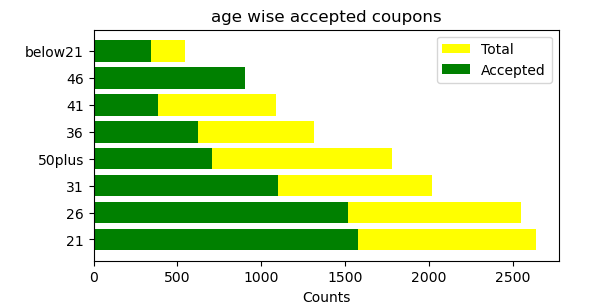 age wise accepted coupons
Total
Accepted
below21
46
41
36
50plus
31
26
21
0 500 1000 1500 2000 2500
Counts